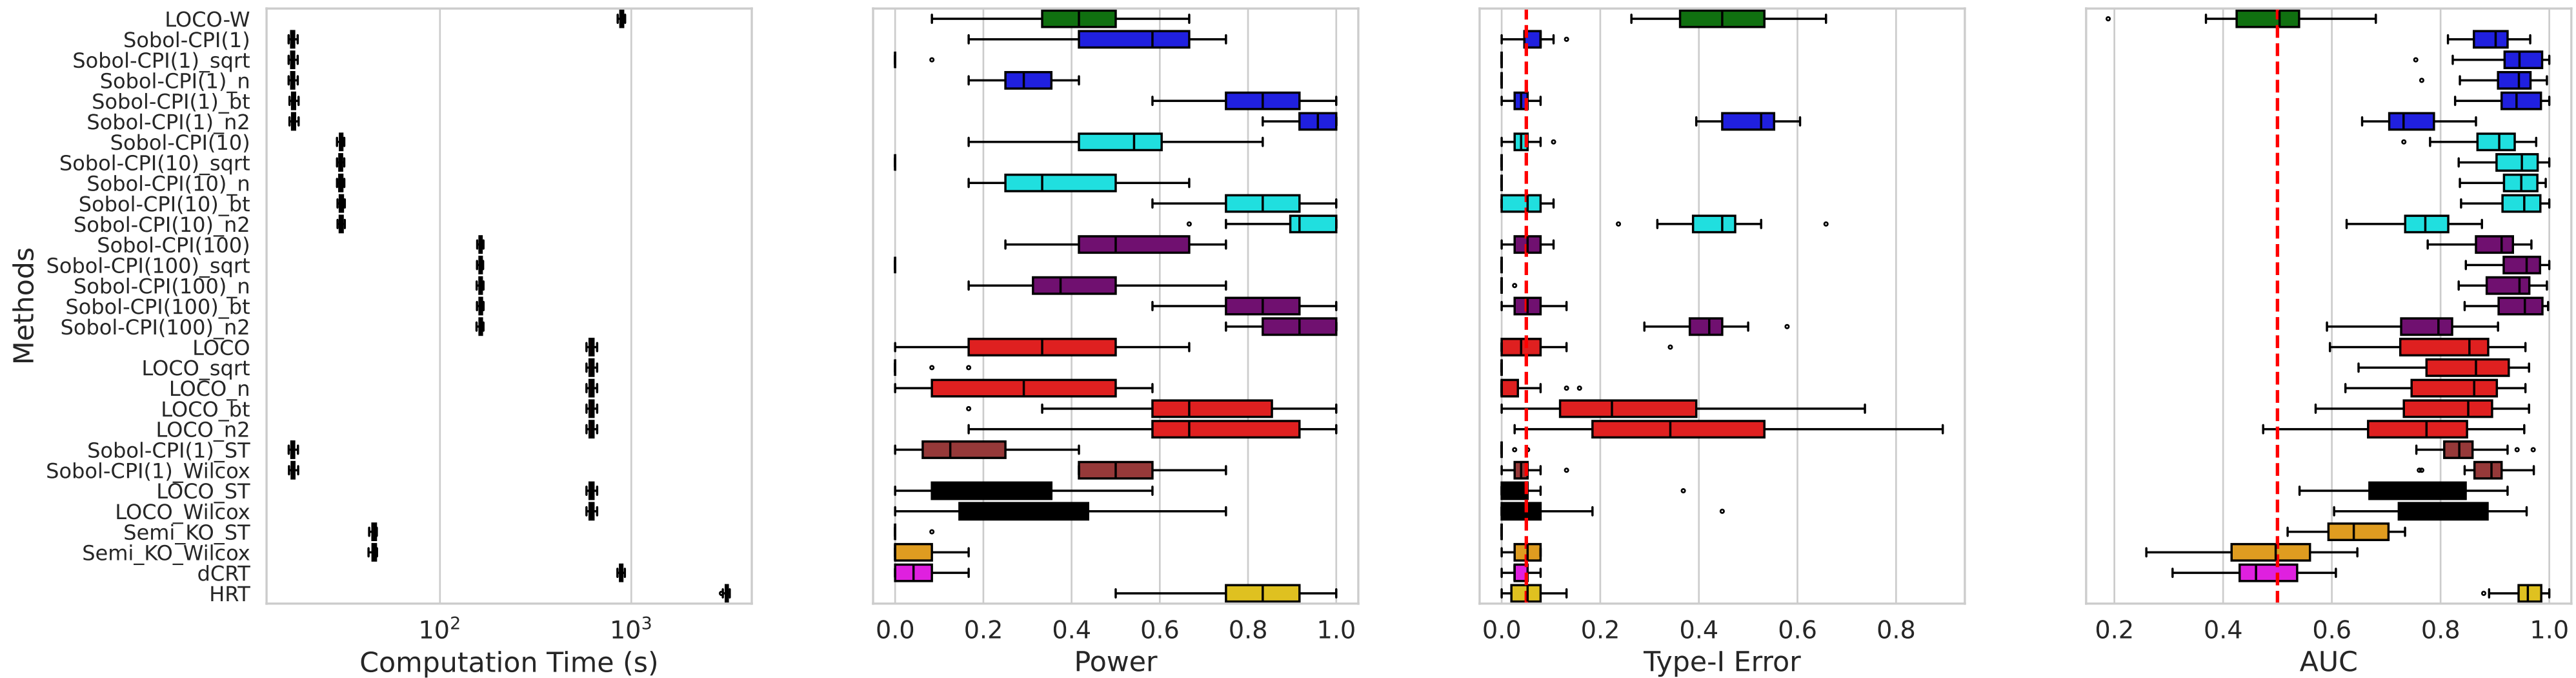 Methods
LOCO-W
Sobol-CPI(1)
Sobol-CPI(1)_sqrt
Sobol-CPI(1)_n
Sobol-CPI(1)_bt
Sobol-CPI(1)_n2
Sobol-CPI(10)
Sobol-CPI(10)_sqrt
Sobol-CPI(10)_n
Sobol-CPI(10)_bt
Sobol-CPI(10)_n2
Sobol-CPI(100)
Sobol-CPI(100)_sqrt
Sobol-CPI(100)_n
Sobol-CPI(100)_bt
Sobol-CPI(100)_n2
LOCO
LOCO_sqrt
LOCO_n
LOCO_bt
LOCO_n2
Sobol-CPI(1)_ST
Sobol-CPI(1)_Wilcox
LOCO_ST
LOCO_Wilcox
Semi_KO_ST
Semi_KO_Wilcox
dCRT
HRT
10² 10³
Computation Time (s)
0.0 0.2 0.4 0.6 0.8 1.0
Power
0.0 0.2 0.4 0.6 0.8
Type-I Error
0.2 0.4 0.6 0.8 1.0
AUC